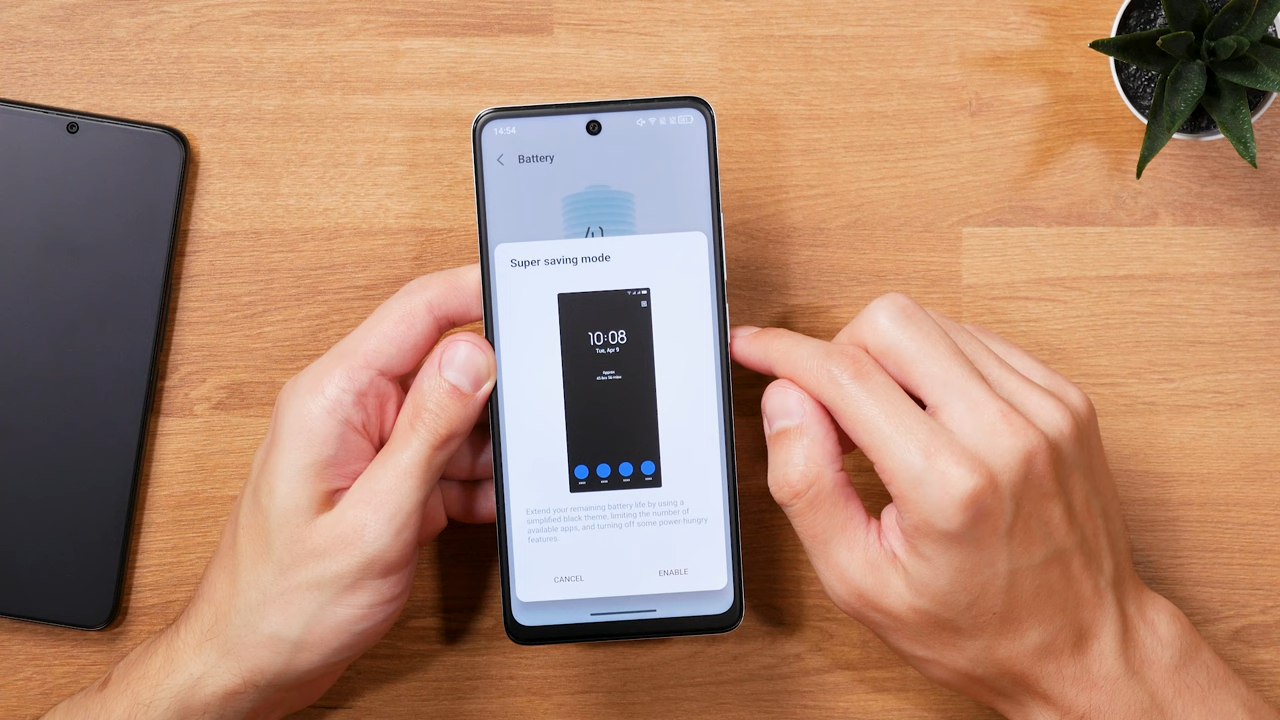 14:54
Battery
Super saving mode
10:08
Tue, Apr 9
Approx
Extend your remaining battery life by using a
simplified black theme, limiting the number of
available apps, and turning off some power-hungry
features.
CANCEL
ENABLE